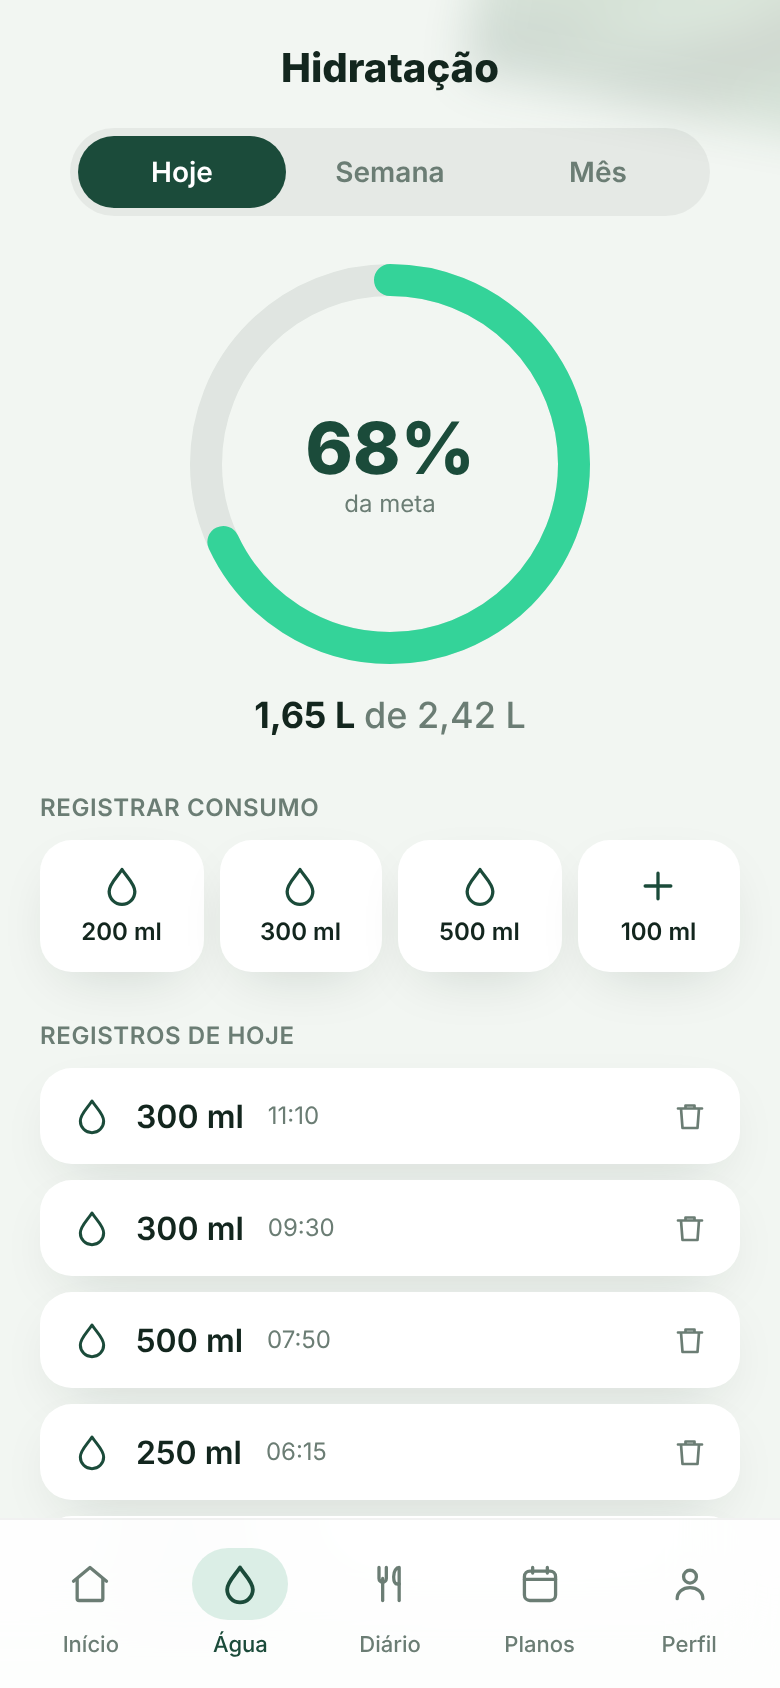 Hidratação
Hoje Semana Mês
68%
da meta
1,65 L de 2,42 L
REGISTRAR CONSUMO
200 ml 300 ml 500 ml 100 ml
REGISTROS DE HOJE
300 ml 11:10
300 ml 09:30
500 ml 07:50
250 ml 06:15
Início Água Diário Planos Perfil